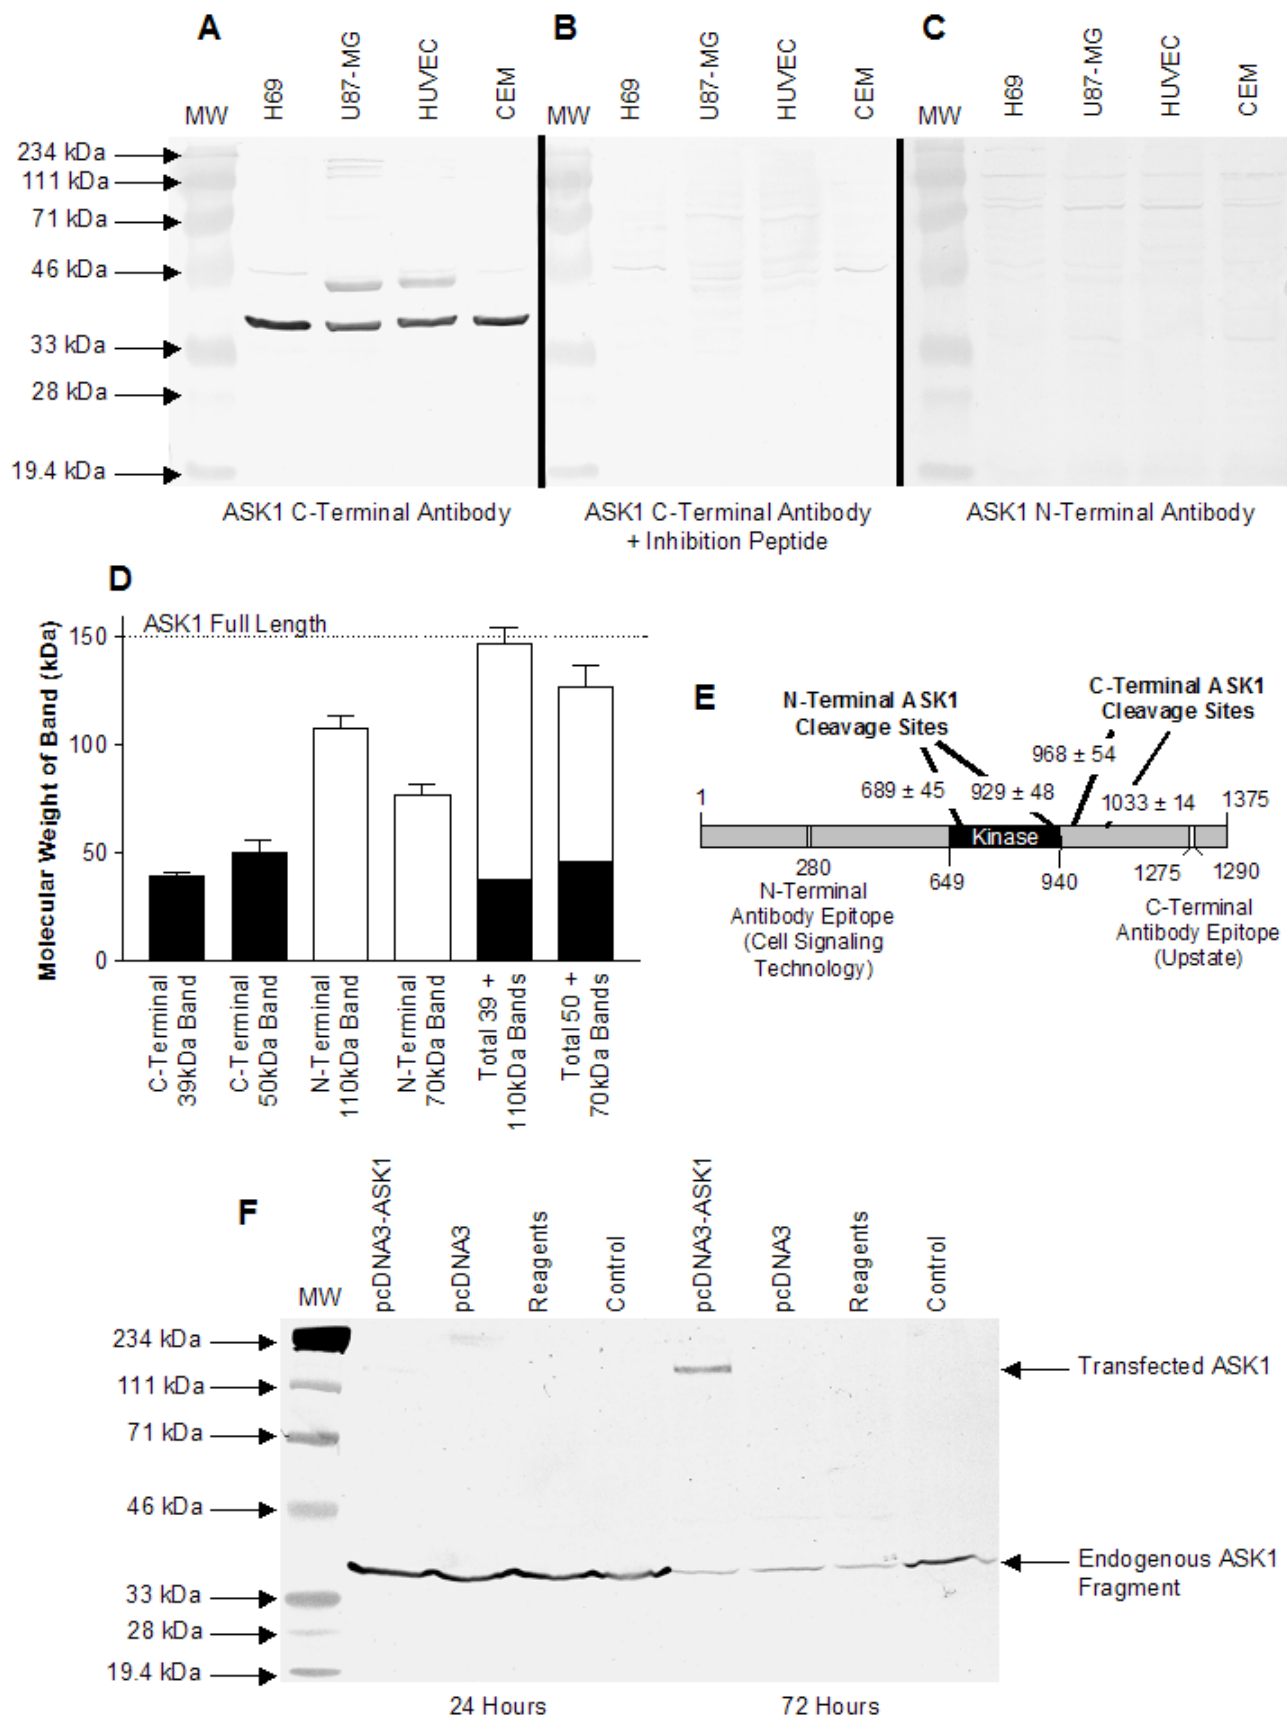 A
B
C
MW
H69
U87-MG
HUVEC
CEM
MW
H69
U87-MG
HUVEC
CEM
MW
H69
U87-MG
HUVEC
CEM
234 kDa
111 kDa
71 kDa
46 kDa
33 kDa
28 kDa
19.4 kDa
ASK1 C-Terminal Antibody
ASK1 C-Terminal Antibody
+ Inhibition Peptide
ASK1 N-Terminal Antibody
D
Molecular Weight of Band (kDa)
150
100
50
0
ASK1 Full Length
C-Terminal
39kDa Band
C-Terminal
50kDa Band
N-Terminal
110kDa Band
N-Terminal
70kDa Band
Total 39 +
110kDa Bands
Total 50 +
70kDa Bands
E
N-Terminal ASK1
Cleavage Sites
C-Terminal ASK1
Cleavage Sites
968 ± 54
689 ± 45
929 ± 48
1033 ± 14
1
1375
Kinase
280
649
940
1275
1290
N-Terminal
Antibody Epitope
(Cell Signaling
Technology)
C-Terminal
Antibody Epitope
(Upstate)
F
MW
pcDNA3-ASK1
pcDNA3
Reagents
Control
pcDNA3-ASK1
pcDNA3
Reagents
Control
234 kDa
111 kDa
71 kDa
46 kDa
33 kDa
28 kDa
19.4 kDa
Transfected ASK1
Endogenous ASK1
Fragment
24 Hours
72 Hours